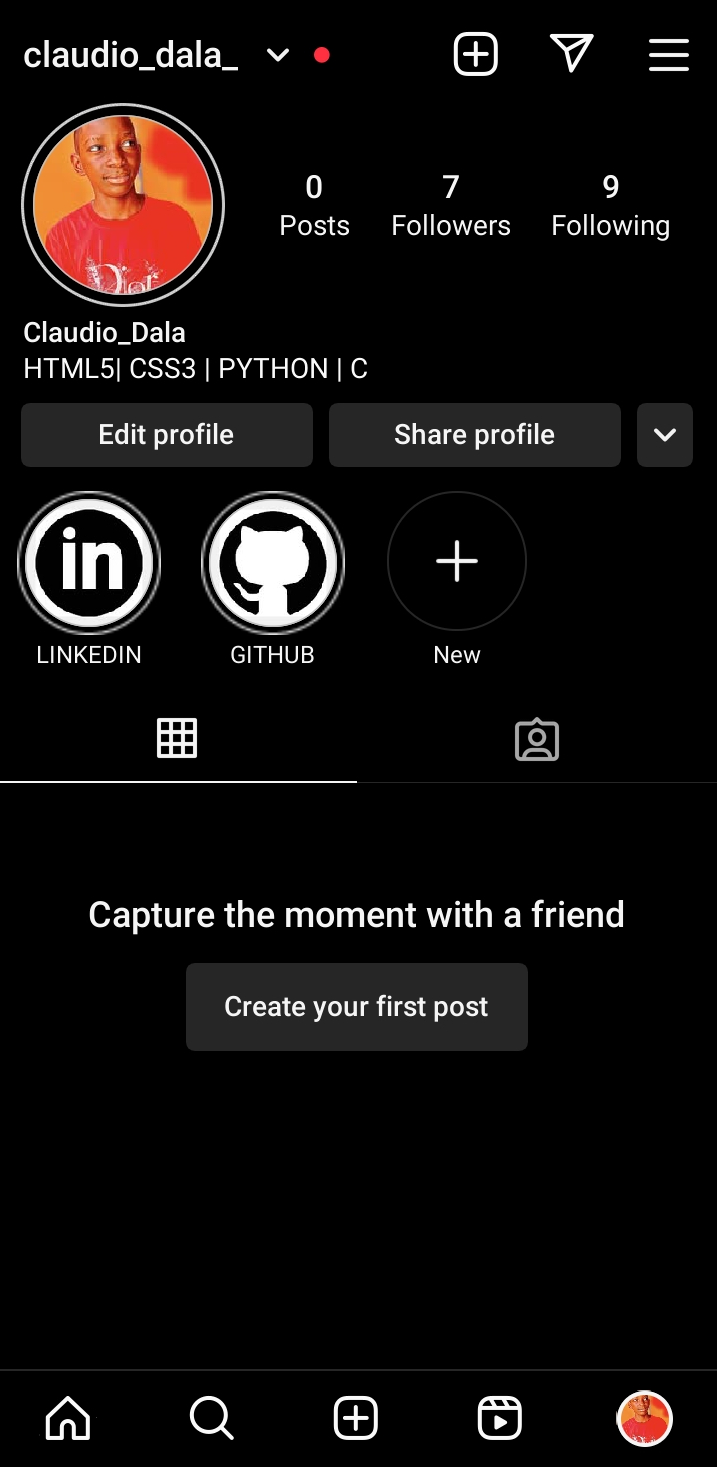 claudio_dala_
0 7 9
Posts Followers Following
Claudio_Dala
HTML5| CSS3 | PYTHON | C
Edit profile Share profile
in
LINKEDIN GITHUB New
Capture the moment with a friend
Create your first post